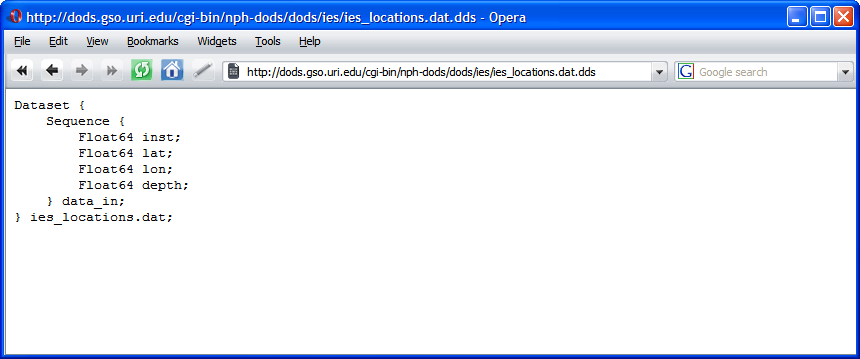 http://dods.gso.uri.edu/cgi-bin/nph-dods/dods/ies/ies_locations.dat.dds - Opera
File Edit View Bookmarks Widgets Tools Help
http://dods.gso.uri.edu/cgi-bin/nph-dods/dods/ies/ies_locations.dat.dds G Google search
Dataset {
    Sequence {
        Float64 inst;
        Float64 lat;
        Float64 lon;
        Float64 depth;
    } data_in;
} ies_locations.dat;